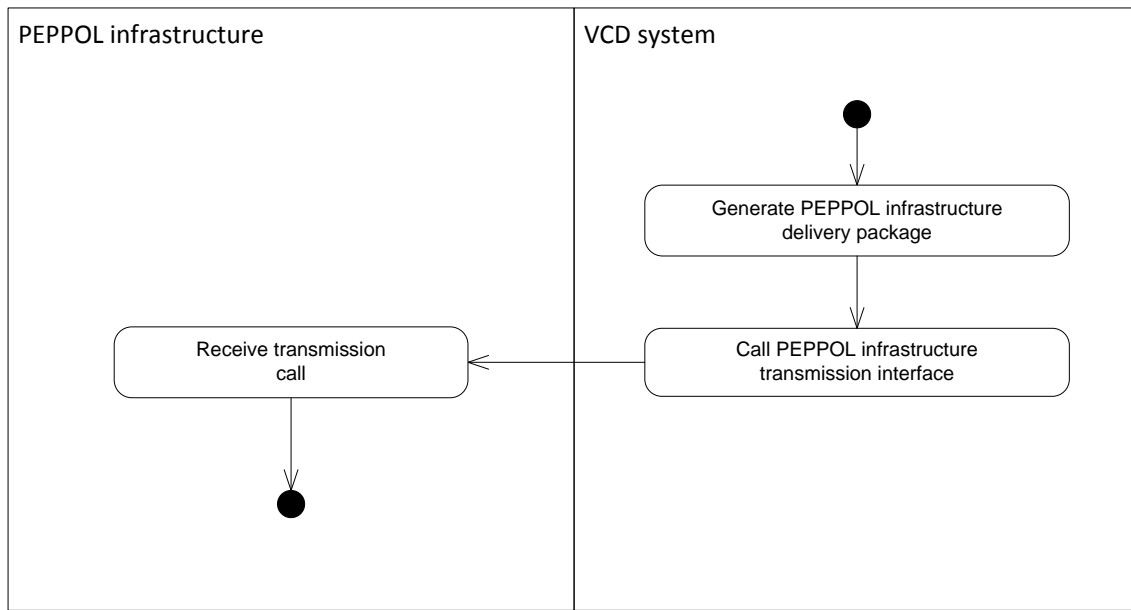 PEPPOL infrastructure
VCD system
Generate PEPPOL infrastructure
delivery package
Receive transmission
call
Call PEPPOL infrastructure
transmission interface